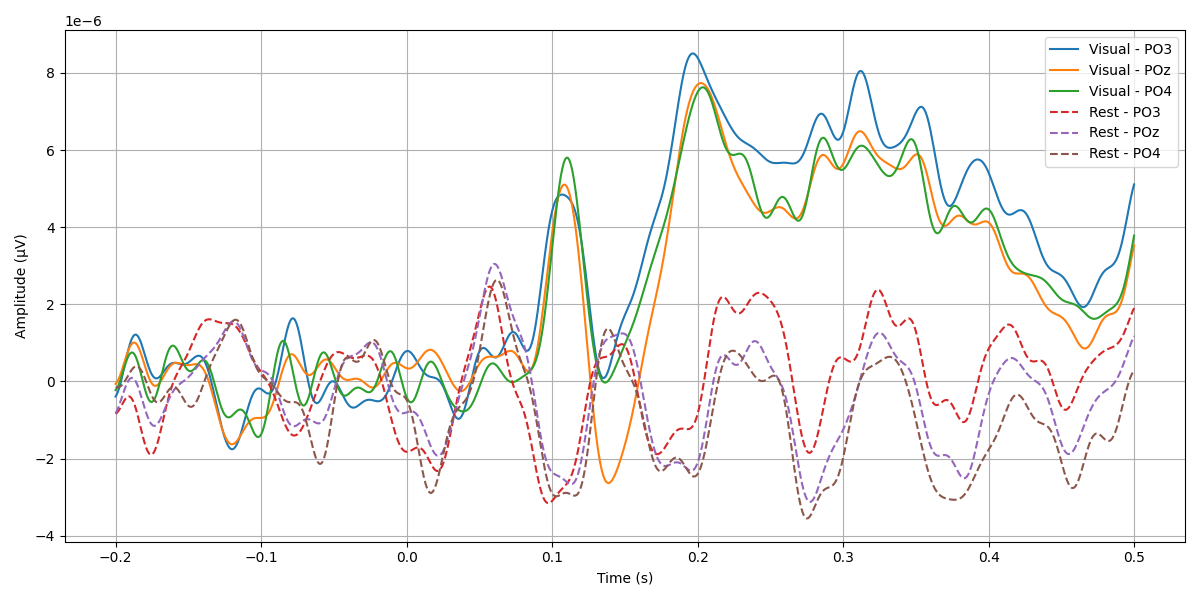 1e−6
Amplitude (µV)
8
6
4
2
0
−2
−4
Visual - PO3
Visual - POz
Visual - PO4
Rest - PO3
Rest - POz
Rest - PO4
−0.2
−0.1
0.0
0.1
0.2
0.3
0.4
0.5
Time (s)